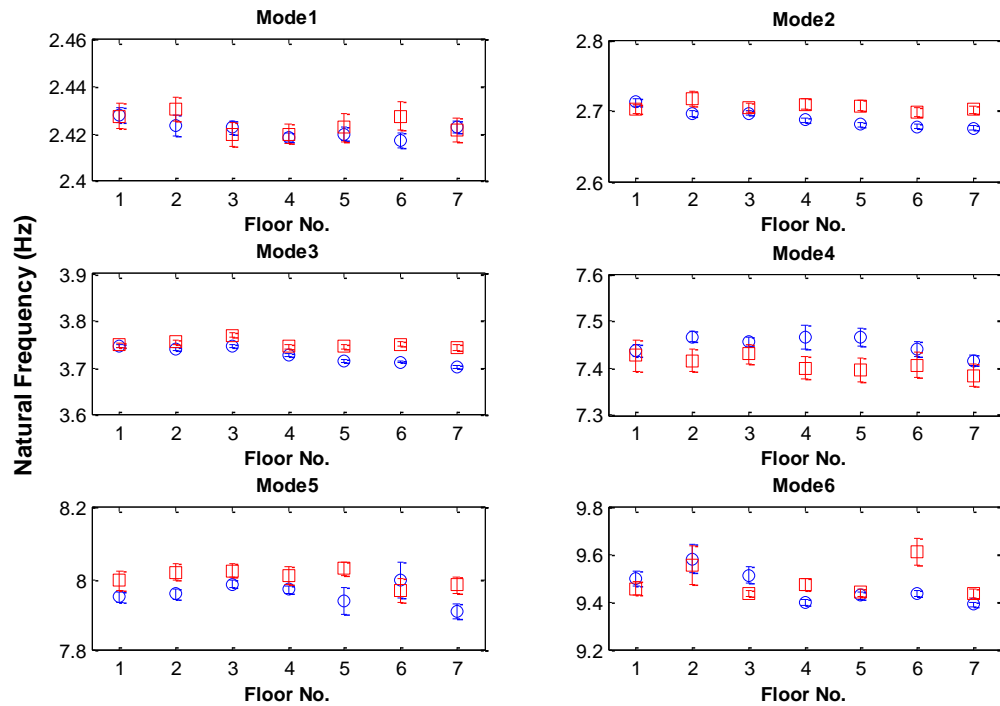 Natural Frequency (Hz)
Mode1
2.46
2.44
2.42
2.4
1 2 3 4 5 6 7
Floor No.
Mode2
2.8
2.7
2.6
1 2 3 4 5 6 7
Floor No.
Mode3
3.9
3.8
3.7
3.6
1 2 3 4 5 6 7
Floor No.
Mode4
7.6
7.5
7.4
7.3
1 2 3 4 5 6 7
Floor No.
Mode5
8.2
8
7.8
1 2 3 4 5 6 7
Floor No.
Mode6
9.8
9.6
9.4
9.2
1 2 3 4 5 6 7
Floor No.